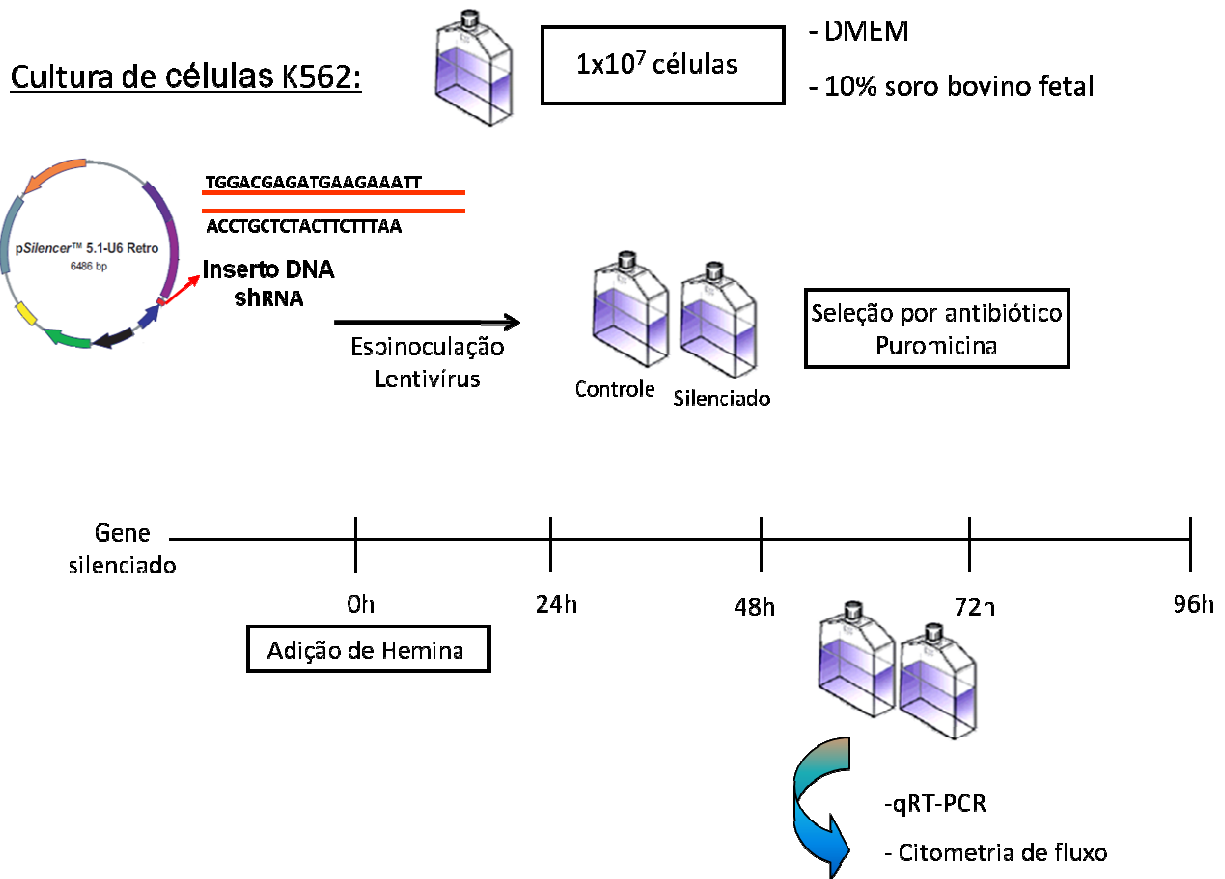 Cultura de células K562:
1x10⁷ células
- DMEM
- 10% soro bovino fetal
TGGACGAGATGAAGAAATT
ACCTGCTCTACTTCTTTAA
pSilencer™ 5.1-U6 Retro
6486 bp
Inserto DNA
shRNA
Espinoculação
Lentivírus
Controle
Silenciado
Seleção por antibiótico
Puromicina
Gene
silenciado
0h
24h
48h
72h
96h
Adição de Hemina
-qRT-PCR
- Citometria de fluxo